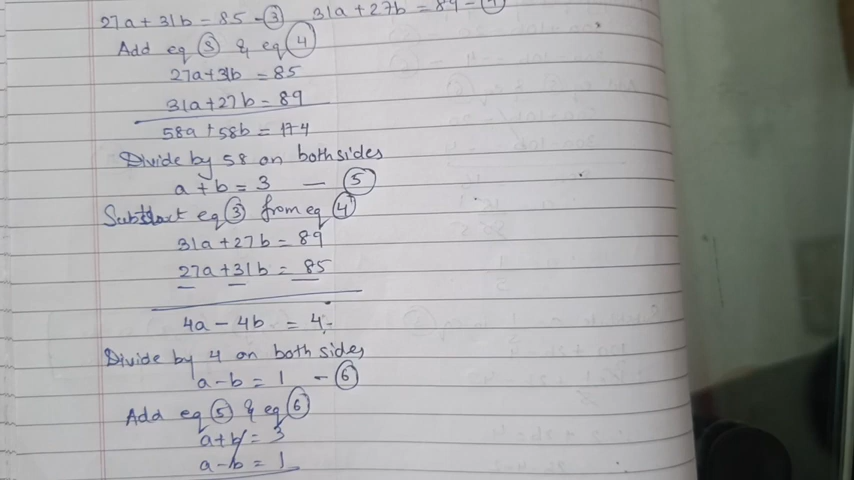 27a+31b = 85 - ③ 31a+27b = 89 - ④
Add eq ③ & eq ④
27a+31b = 85
31a+27b = 89
58a+58b = 174
Divide by 58 on both sides
a+b = 3 — ⑤
Subtract eq ③ from eq ④
31a+27b = 89
27a+31b = 85
4a - 4b = 4
Divide by 4 on both sides
a-b = 1 - ⑥
Add eq ⑤ & eq ⑥
a+b = 3
a-b = 1